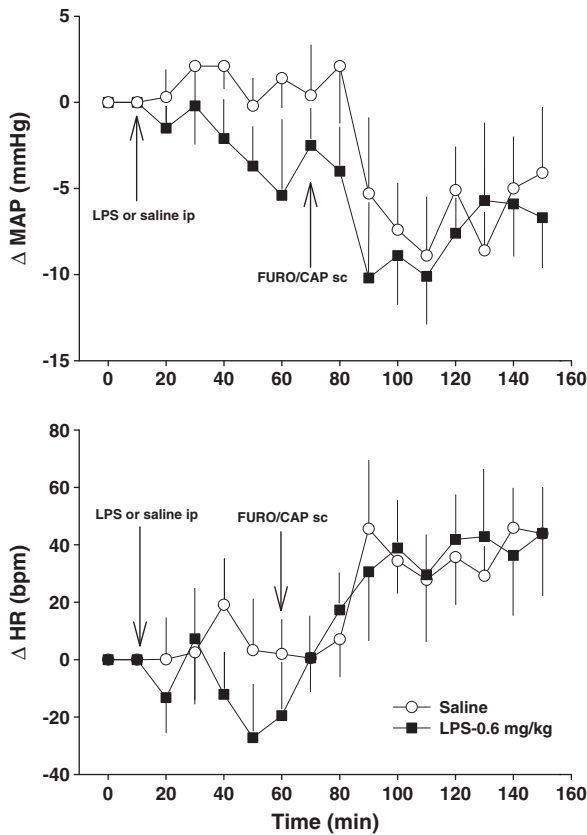 5
0
-5
-10
-15
Δ MAP (mmHg)
LPS or saline ip
FURO/CAP sc
0 20 40 60 80 100 120 140 160
80
60
40
20
0
-20
-40
Δ HR (bpm)
LPS or saline ip
FURO/CAP sc
Saline
LPS-0.6 mg/kg
0 20 40 60 80 100 120 140 160
Time (min)